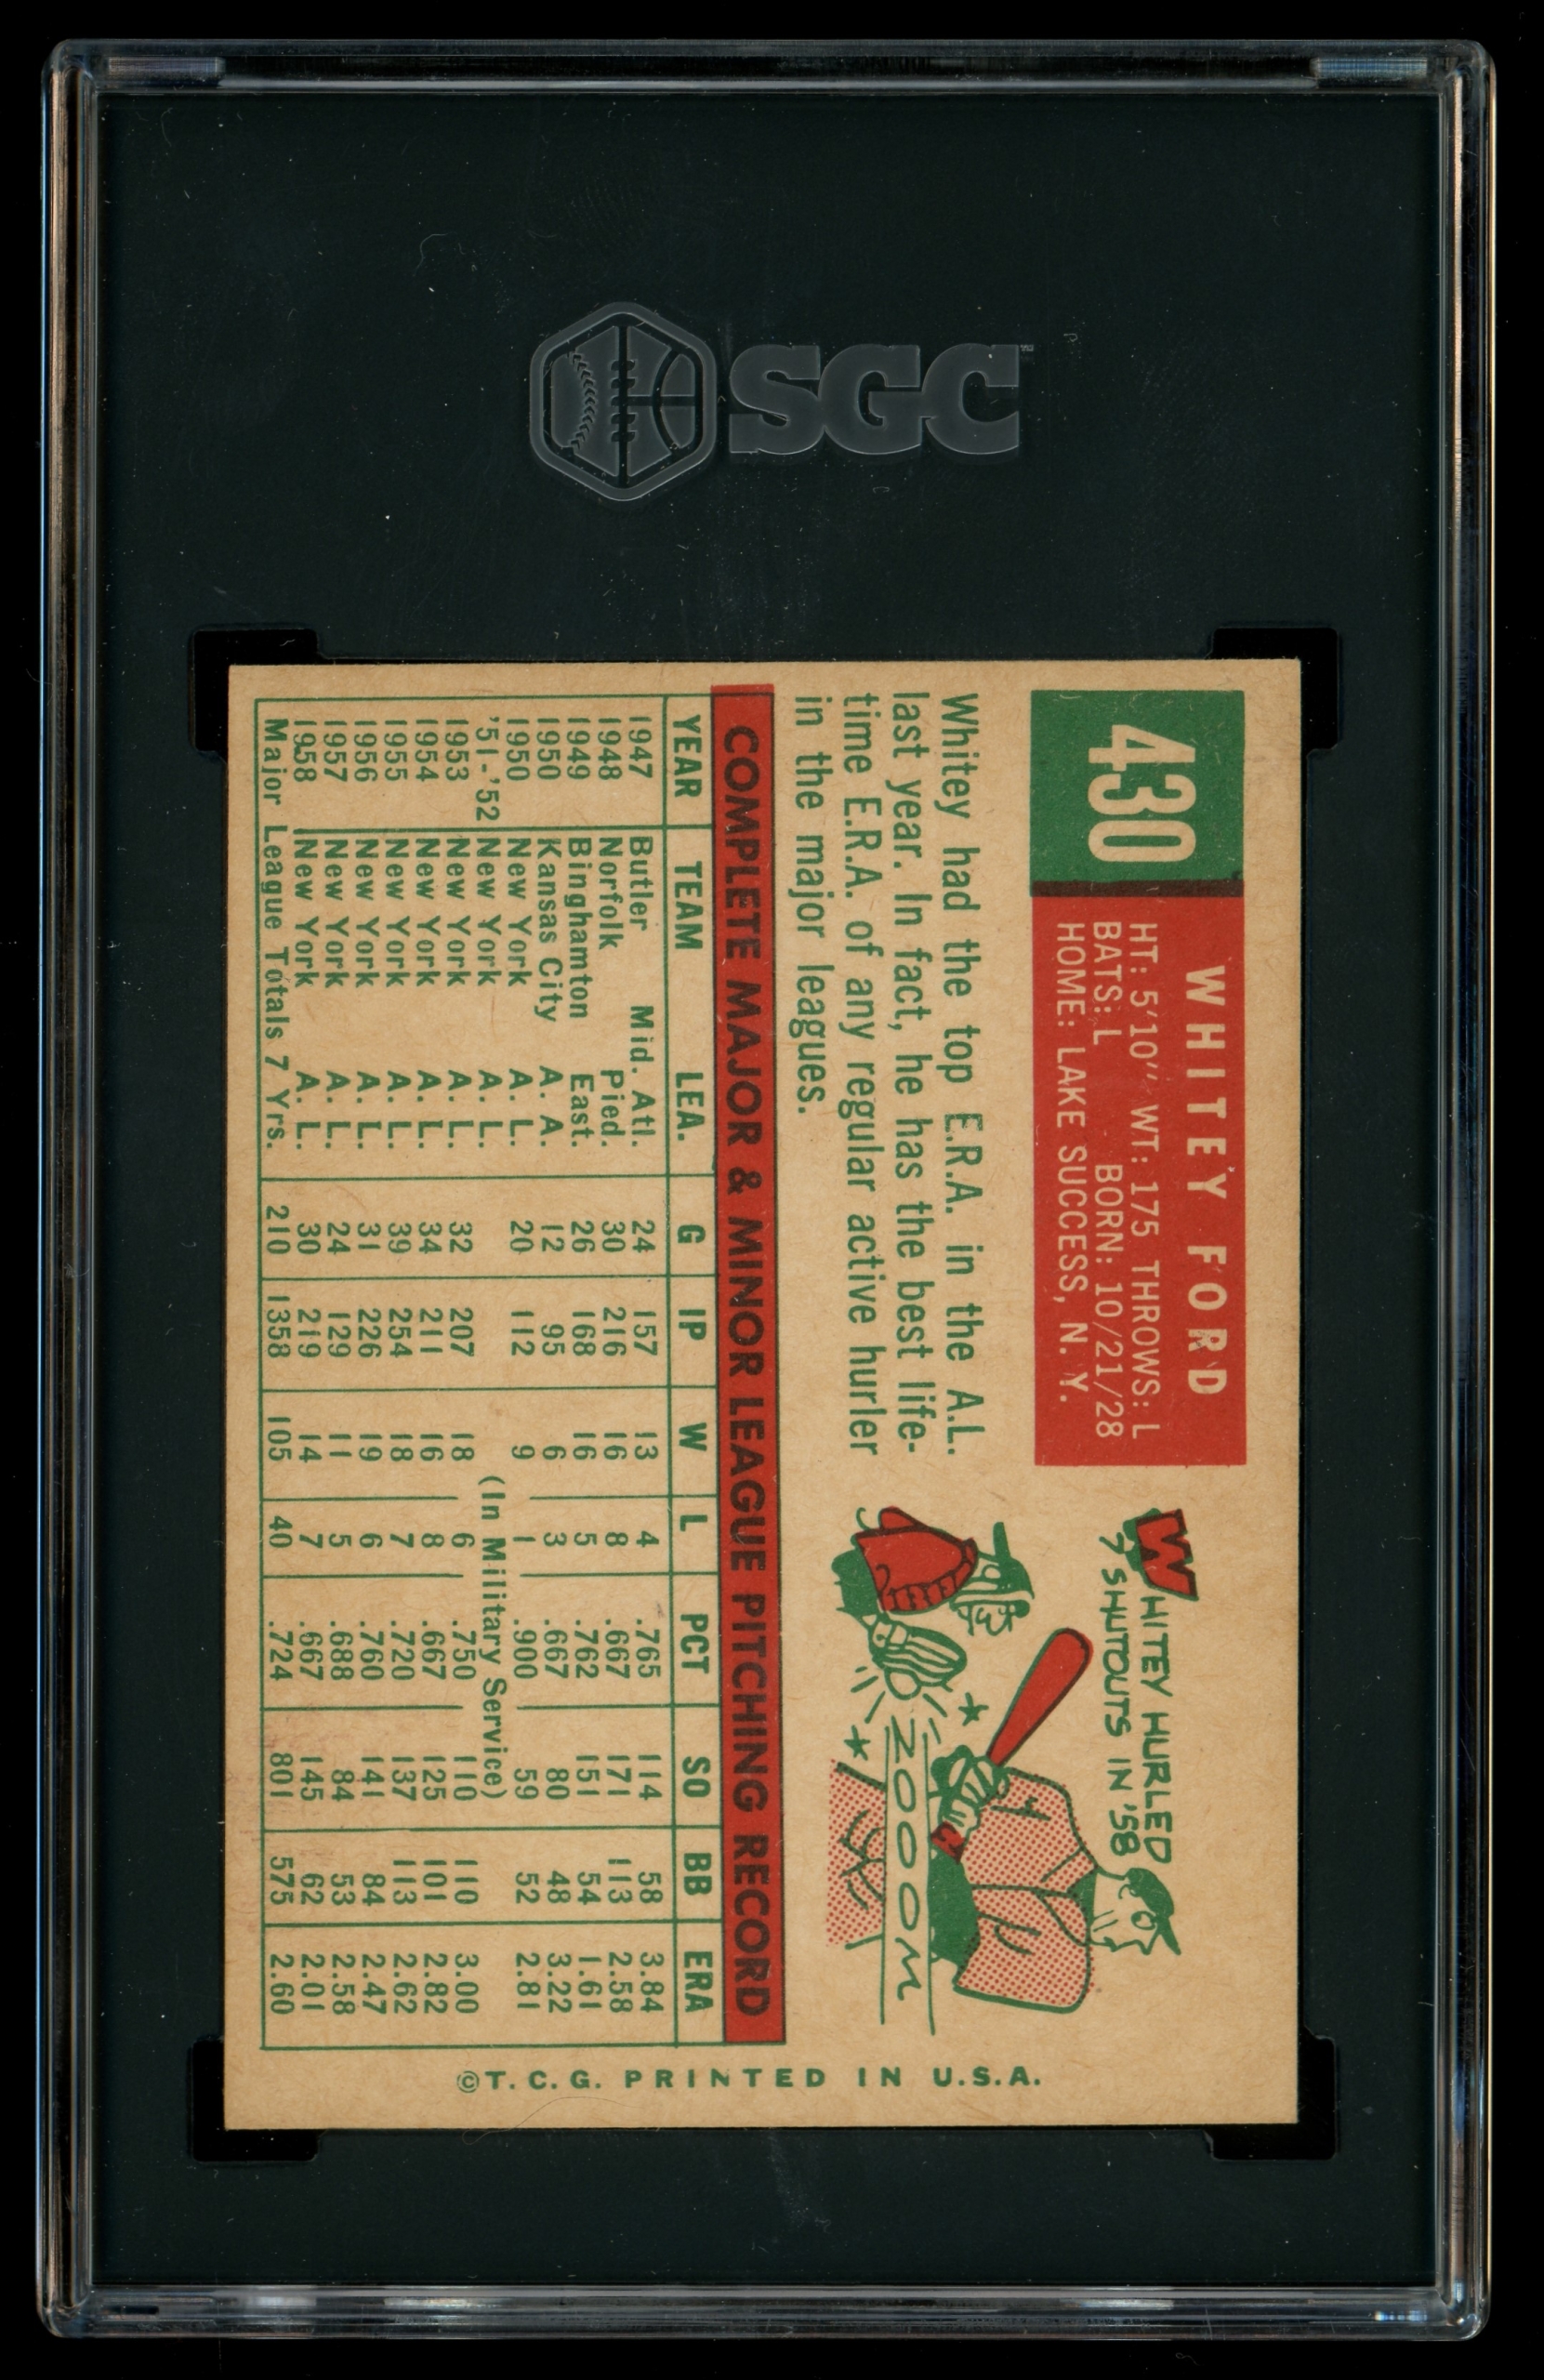 SGC
430
WHITEY FORD
HT: 5'10" WT: 175 THROWS: L
BATS: L BORN: 10/21/28
HOME: LAKE SUCCESS, N. Y.
WHITEY HURLED
7 SHUTOUTS IN '58
ZOOOOM
Whitey had the top E.R.A. in the A.L.
last year. In fact, he has the best life-
time E.R.A. of any regular active hurler
in the major leagues.
COMPLETE MAJOR & MINOR LEAGUE PITCHING RECORD
YEAR TEAM LEA. G IP W L PCT SO BB ERA
1947 Butler Mid. Atl. 24 157 13 4 .765 114 58 3.84
1948 Norfolk Pied. 30 216 16 8 .667 171 113 2.58
1949 Binghamton East. 26 168 16 5 .762 151 54 1.61
1950 Kansas City A. A. 12 95 6 3 .667 80 48 3.22
1950 New York A. L. 20 112 9 1 .900 59 52 2.81
'51-'52 New York A. L. (In Military Service)
1953 New York A. L. 32 207 18 6 .750 110 110 3.00
1954 New York A. L. 34 211 16 8 .667 125 101 2.82
1955 New York A. L. 39 254 18 7 .720 137 113 2.62
1956 New York A. L. 31 226 19 6 .760 141 84 2.47
1957 New York A. L. 24 129 11 5 .688 84 53 2.58
1958 New York A. L. 30 219 14 7 .667 145 62 2.01
Major League Totals 7 Yrs. 210 1358 105 40 .724 801 575 2.60
©T. C. G. PRINTED IN U.S.A.